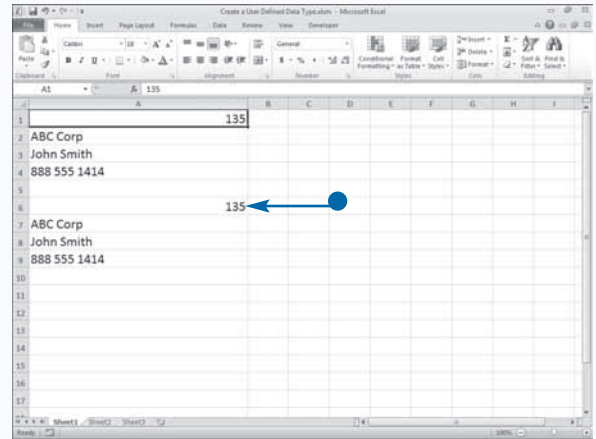 Create a User Defined Data Type.xlsm - Microsoft Excel
File Home Insert Page Layout Formulas Data Review View Developer
Calibri 18 General Insert
Paste Conditional Formatting Format as Table Cell Styles Delete Format Sort & Filter Find & Select
Clipboard Font Alignment Number Styles Cells Editing
A1 fx 135
A B C D E F G H I
1 135
2 ABC Corp
3 John Smith
4 888 555 1414
5
6 135
7 ABC Corp
8 John Smith
9 888 555 1414
10
11
12
13
14
15
16
17
Sheet1 Sheet2 Sheet3
Ready 100%